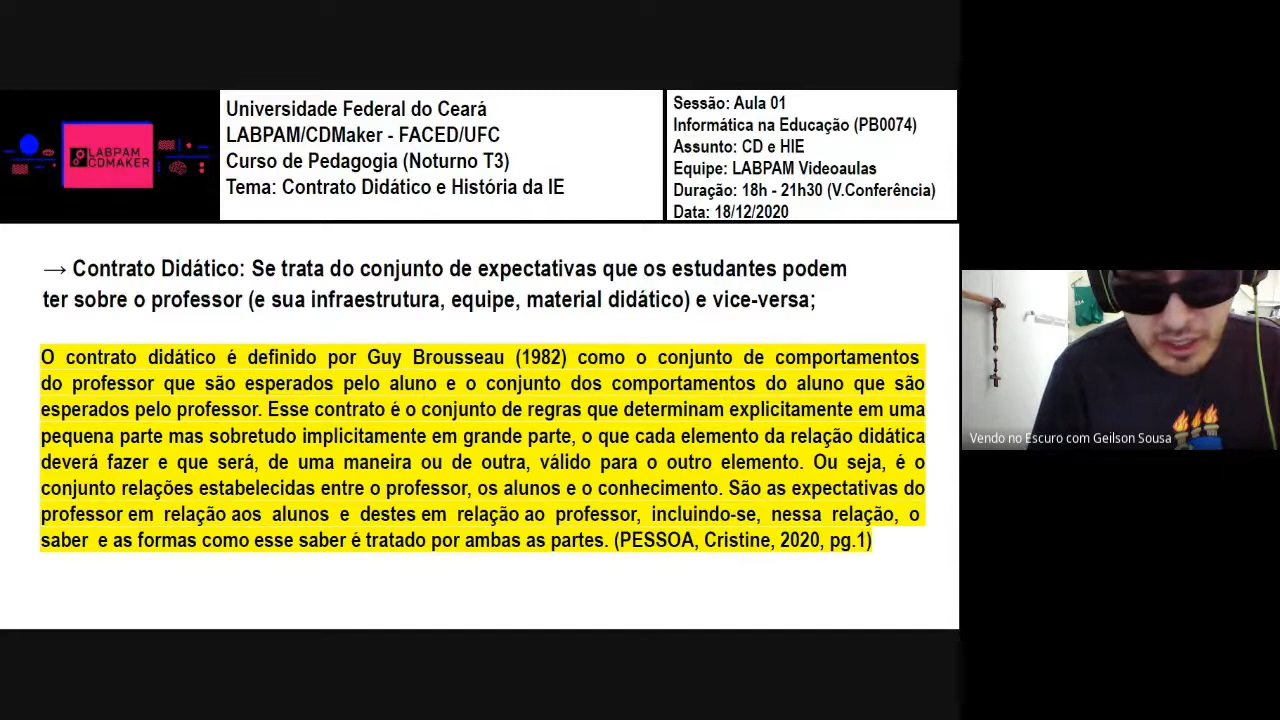 LABPAM
CDMAKER
Universidade Federal do Ceará
LABPAM/CDMaker - FACED/UFC
Curso de Pedagogia (Noturno T3)
Tema: Contrato Didático e História da IE
Sessão: Aula 01
Informática na Educação (PB0074)
Assunto: CD e HIE
Equipe: LABPAM Videoaulas
Duração: 18h - 21h30 (V.Conferência)
Data: 18/12/2020
→ Contrato Didático: Se trata do conjunto de expectativas que os estudantes podem
ter sobre o professor (e sua infraestrutura, equipe, material didático) e vice-versa;
O contrato didático é definido por Guy Brousseau (1982) como o conjunto de comportamentos
do professor que são esperados pelo aluno e o conjunto dos comportamentos do aluno que são
esperados pelo professor. Esse contrato é o conjunto de regras que determinam explicitamente em uma
pequena parte mas sobretudo implicitamente em grande parte, o que cada elemento da relação didática
deverá fazer e que será, de uma maneira ou de outra, válido para o outro elemento. Ou seja, é o
conjunto relações estabelecidas entre o professor, os alunos e o conhecimento. São as expectativas do
professor em relação aos alunos e destes em relação ao professor, incluindo-se, nessa relação, o
saber e as formas como esse saber é tratado por ambas as partes. (PESSOA, Cristine, 2020, pg.1)
Vendo no Escuro com Geilson Sousa